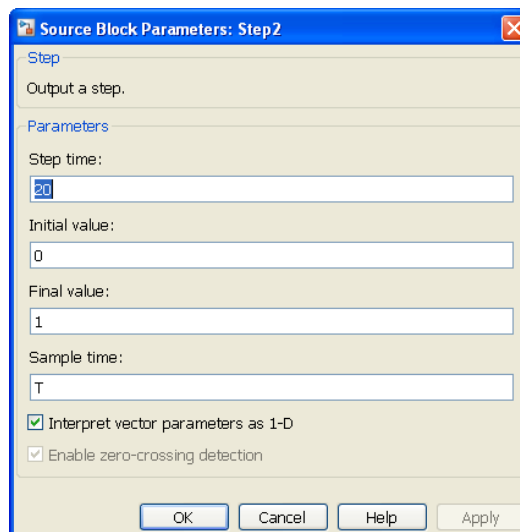 Source Block Parameters: Step2
Step
Output a step.
Parameters
Step time:
20
Initial value:
0
Final value:
1
Sample time:
T
Interpret vector parameters as 1-D
Enable zero-crossing detection
OK Cancel Help Apply